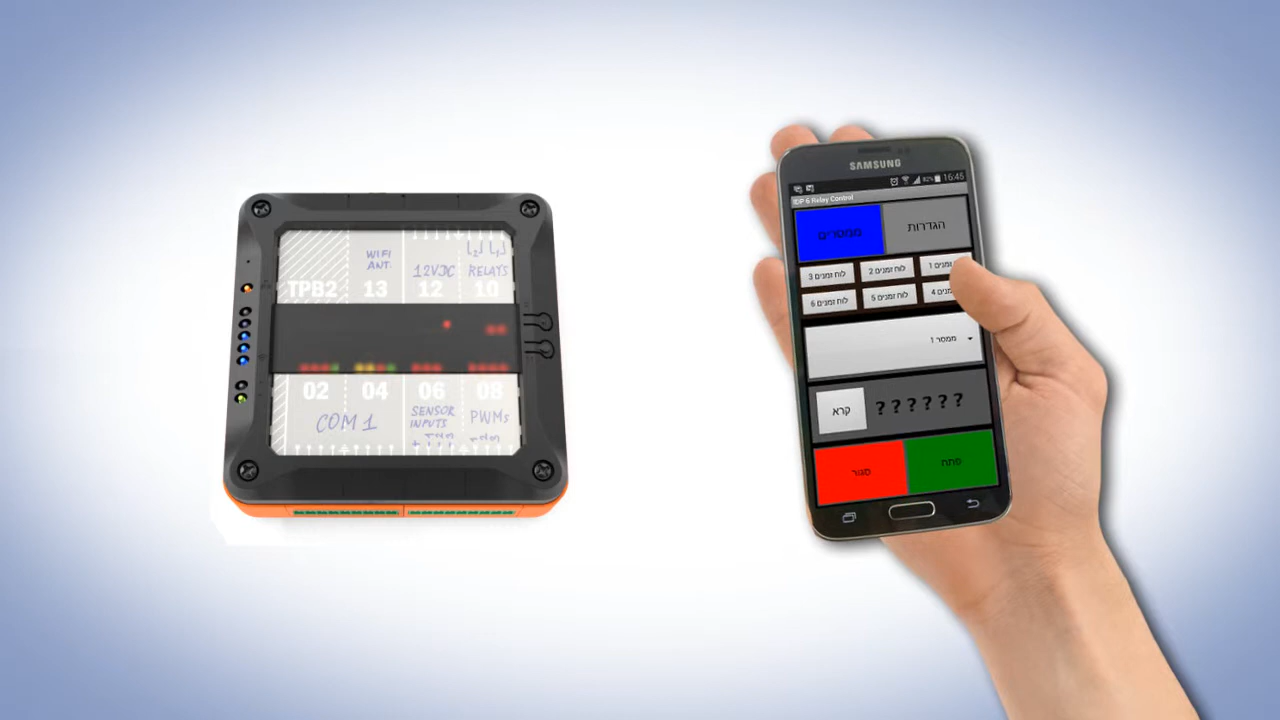 WIFI
ANT.
12VDC
RELAYS
TPB2
13
12
10
02
04
06
08
COM 1
SENSOR
INPUTS
PWMs
SAMSUNG
82%
16:45
IDP 6 Relay Control
ממסרים
הגדרות
לוח זמנים 3
לוח זמנים 2
זמנים 1
לוח זמנים 6
לוח זמנים 5
זמנים 4
ממסר 1
קרא
? ? ? ? ? ?
סגור
פתח